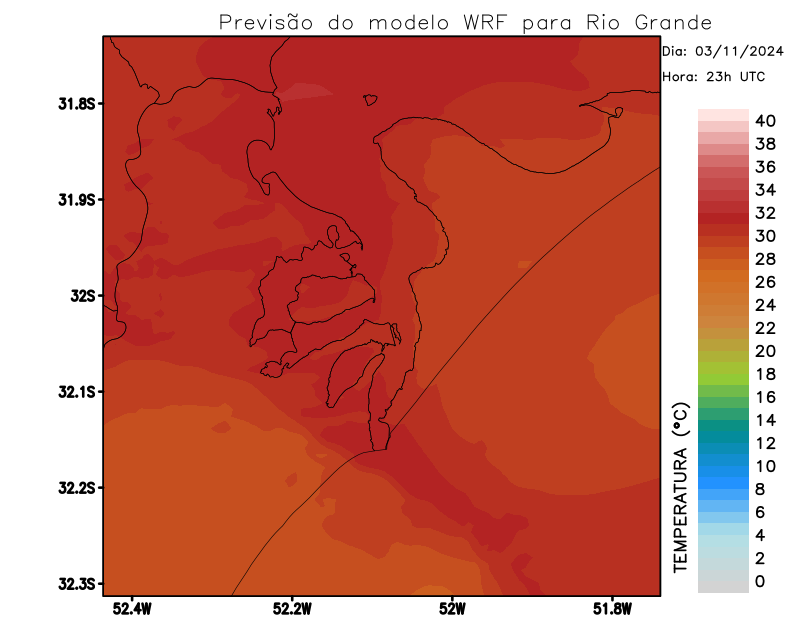 Previsão do modelo WRF para Rio Grande
Dia: 03/11/2024
Hora: 23h UTC
31.8S
31.9S
32S
32.1S
32.2S
32.3S
52.4W
52.2W
52W
51.8W
TEMPERATURA (°C)
40
38
36
34
32
30
28
26
24
22
20
18
16
14
12
10
8
6
4
2
0